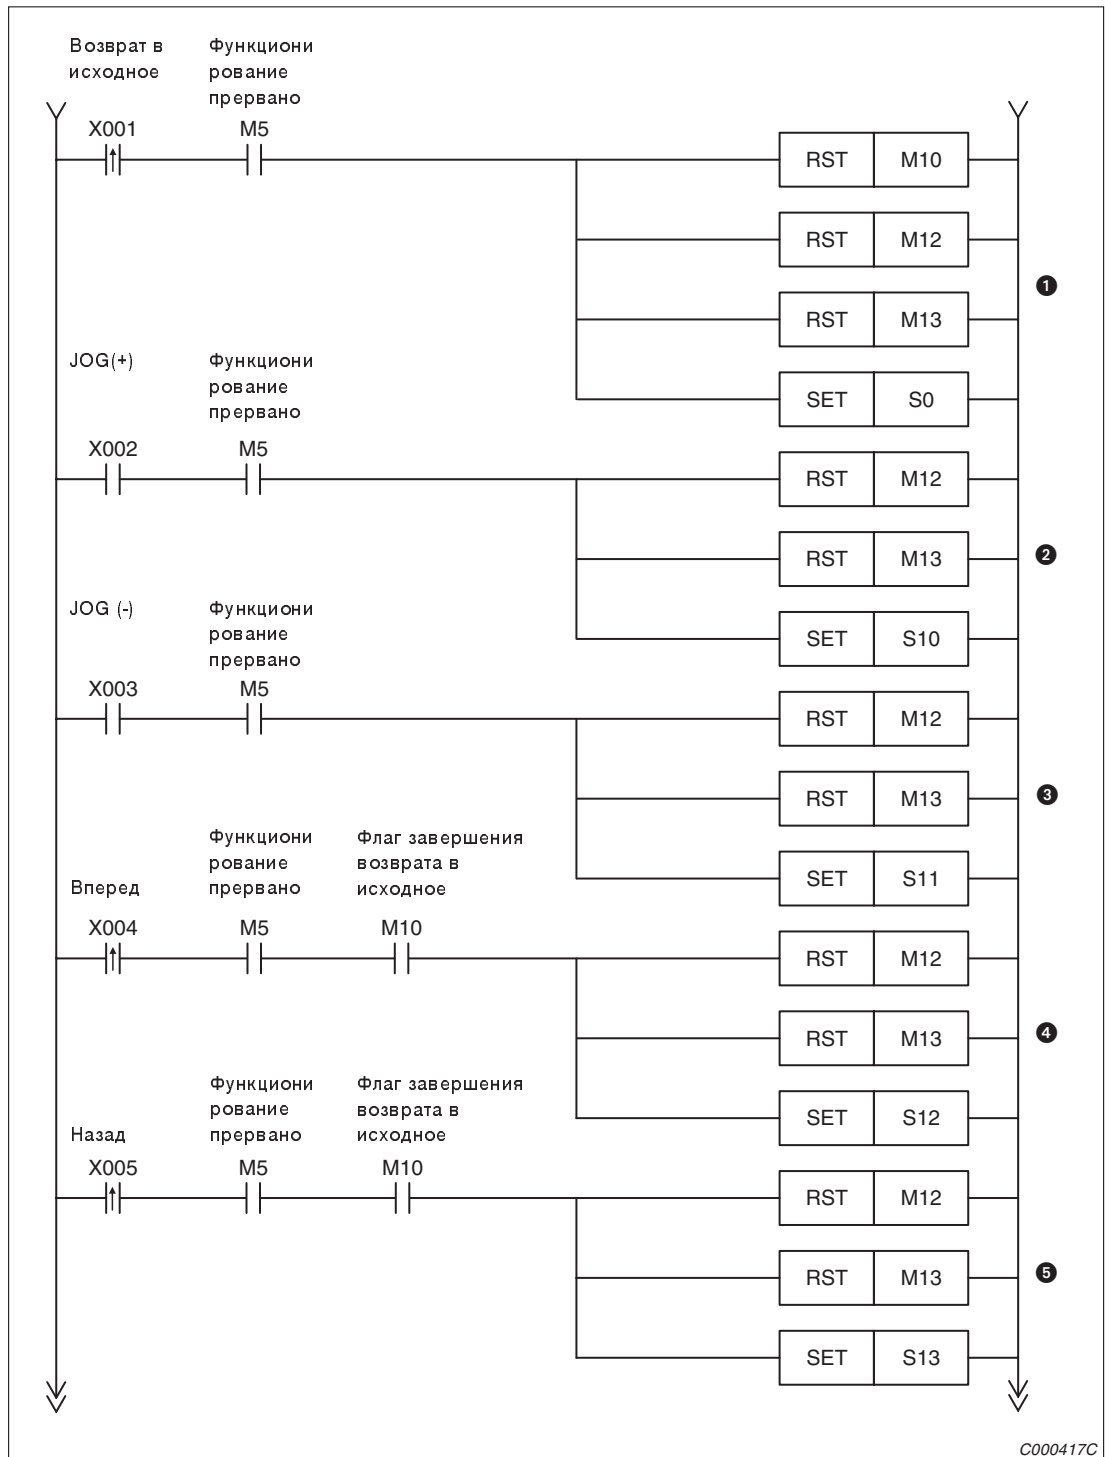 Возврат в
исходное
Функциони
рование
прервано
X001
M5
RST M10
RST M12
❶
RST M13
SET S0
JOG(+)
Функциони
рование
прервано
X002
M5
RST M12
❷
RST M13
SET S10
JOG (-)
Функциони
рование
прервано
X003
M5
RST M12
❸
RST M13
SET S11
Вперед
Функциони
рование
прервано
Флаг завершения
возврата в
исходное
X004
M5
M10
RST M12
❹
RST M13
SET S12
Назад
Функциони
рование
прервано
Флаг завершения
возврата в
исходное
X005
M5
M10
RST M12
❺
RST M13
SET S13
C000417C